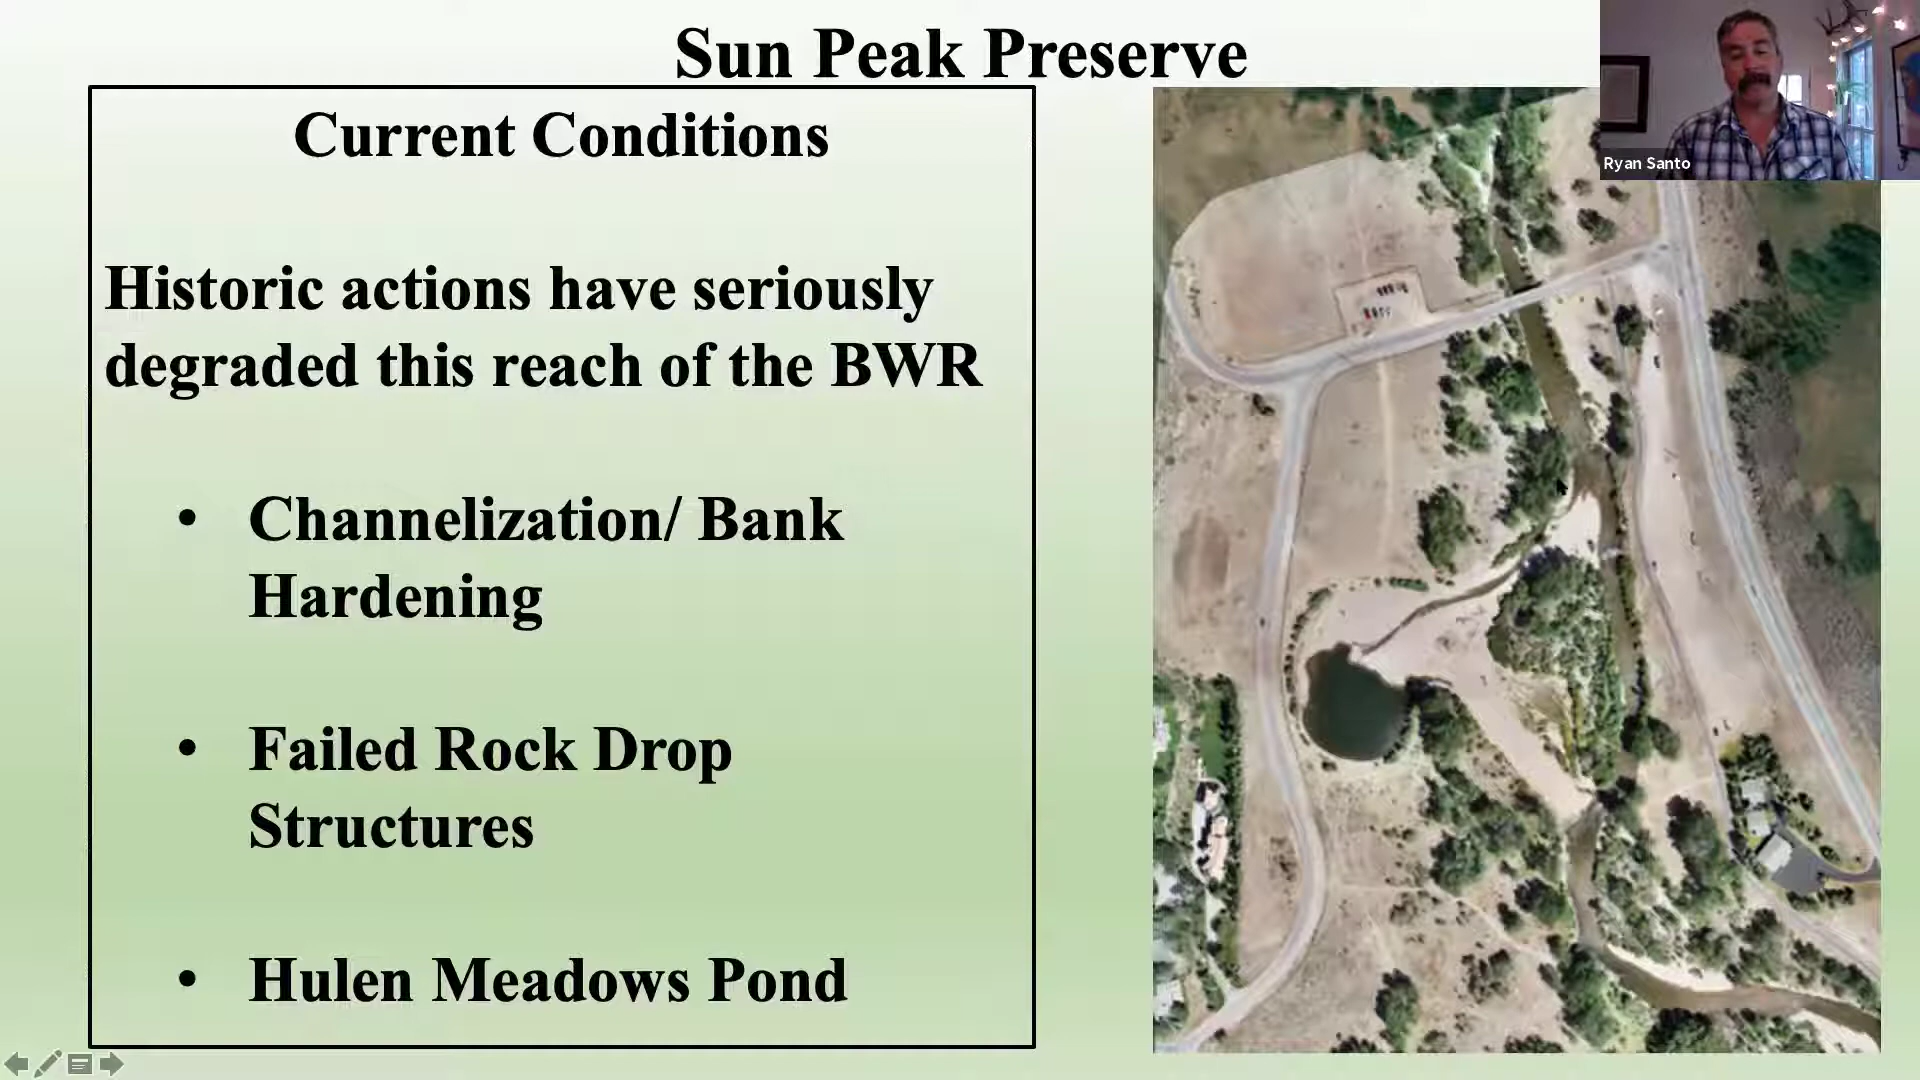 Sun Peak Preserve
Current Conditions
Historic actions have seriously
degraded this reach of the BWR
• Channelization/ Bank
Hardening
• Failed Rock Drop
Structures
• Hulen Meadows Pond
Ryan Santo